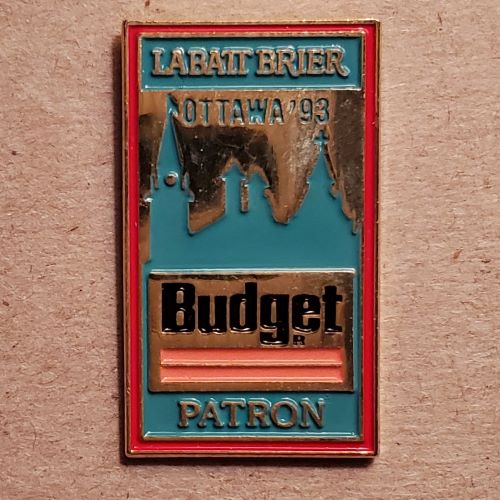 LABATT BRIER
OTTAWA '93
Budget
R
PATRON